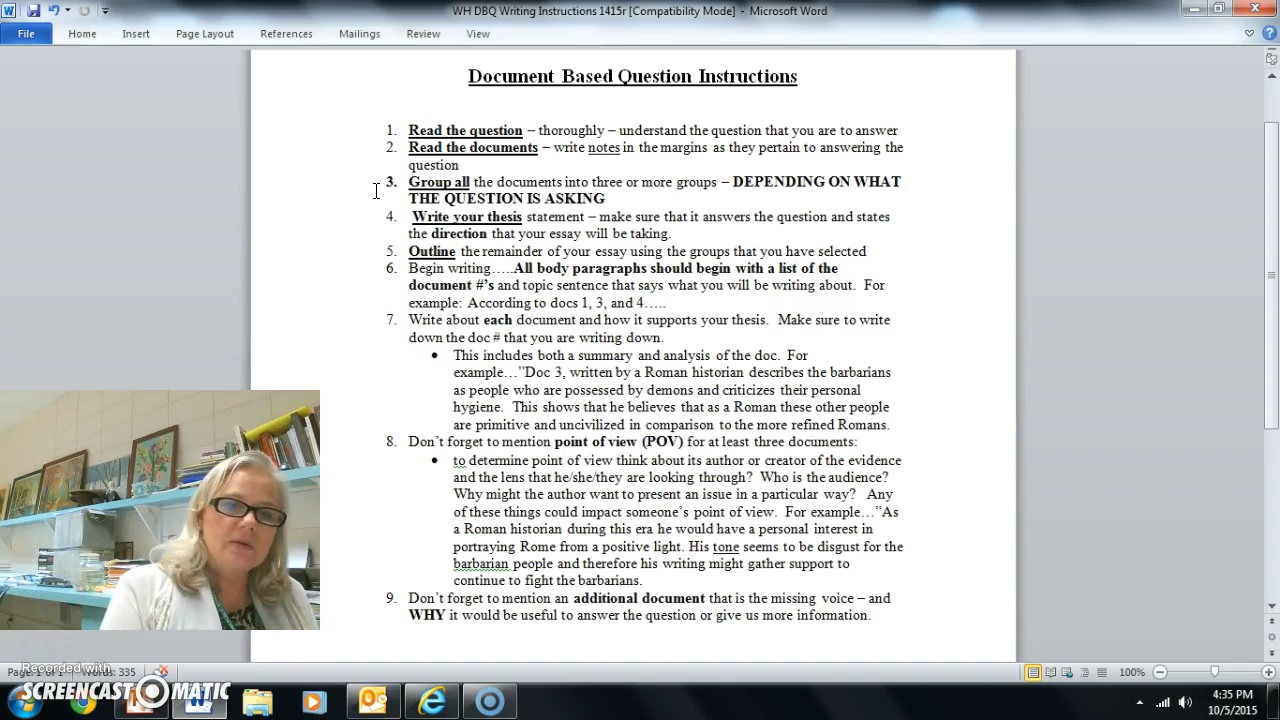 WH DBQ Writing Instructions 1415r [Compatibility Mode] - Microsoft Word
File Home Insert Page Layout References Mailings Review View
Document Based Question Instructions
1. Read the question – thoroughly – understand the question that you are to answer
2. Read the documents – write notes in the margins as they pertain to answering the
question
3. Group all the documents into three or more groups – DEPENDING ON WHAT
THE QUESTION IS ASKING
4. Write your thesis statement – make sure that it answers the question and states
the direction that your essay will be taking.
5. Outline the remainder of your essay using the groups that you have selected
6. Begin writing…..All body paragraphs should begin with a list of the
document #’s and topic sentence that says what you will be writing about. For
example: According to docs 1, 3, and 4…..
7. Write about each document and how it supports your thesis. Make sure to write
down the doc # that you are writing down.
• This includes both a summary and analysis of the doc. For
example…”Doc 3, written by a Roman historian describes the barbarians
as people who are possessed by demons and criticizes their personal
hygiene. This shows that he believes that as a Roman these other people
are primitive and uncivilized in comparison to the more refined Romans.
8. Don’t forget to mention point of view (POV) for at least three documents:
• to determine point of view think about its author or creator of the evidence
and the lens that he/she/they are looking through? Who is the audience?
Why might the author want to present an issue in a particular way? Any
of these things could impact someone’s point of view. For example…”As
a Roman historian during this era he would have a personal interest in
portraying Rome from a positive light. His tone seems to be disgust for the
barbarian people and therefore his writing might gather support to
continue to fight the barbarians.
9. Don’t forget to mention an additional document that is the missing voice – and
WHY it would be useful to answer the question or give us more information.
Page: 1 of 1 Words: 335 100%
Recorded with
SCREENCAST MATIC
4:35 PM
10/5/2015